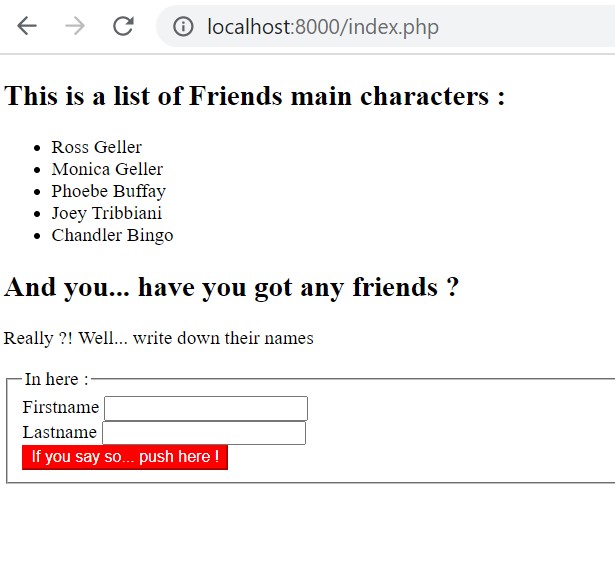 localhost:8000/index.php
This is a list of Friends main characters :
Ross Geller
Monica Geller
Phoebe Buffay
Joey Tribbiani
Chandler Bingo
And you... have you got any friends ?
Really ?! Well... write down their names
In here :
Firstname
Lastname
If you say so... push here !